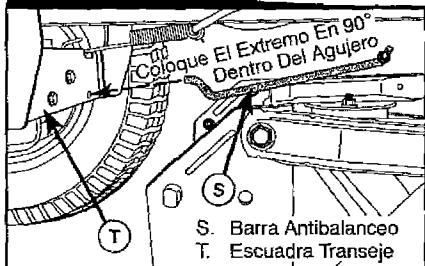 Coloque El Extremo En 90°
Dentro Del Agujero
S
T
S. Barra Antibalanceo
T. Escuadra Transeje